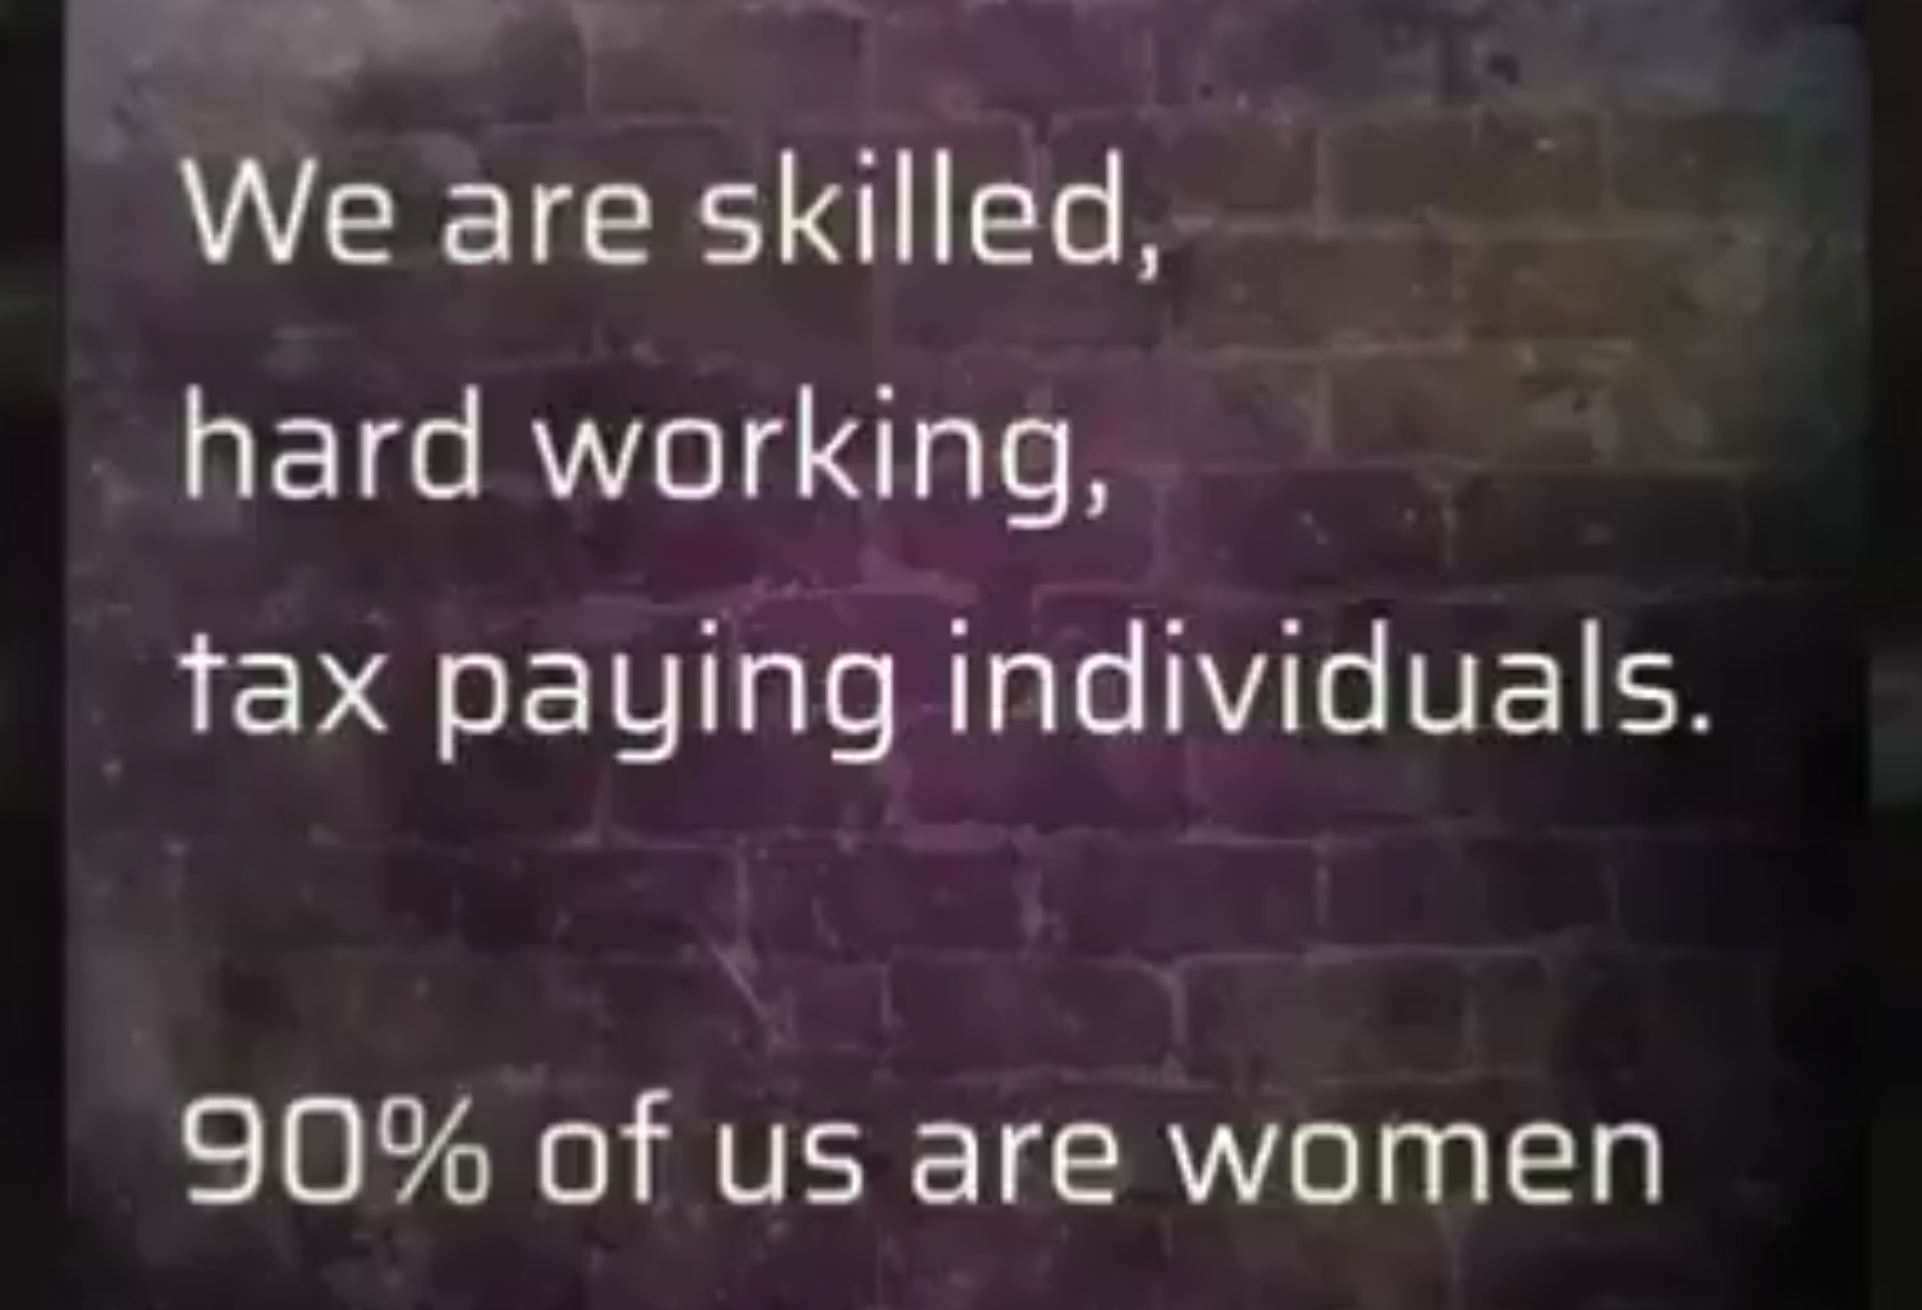 We are skilled,
hard working,
tax paying individuals.
90% of us are women